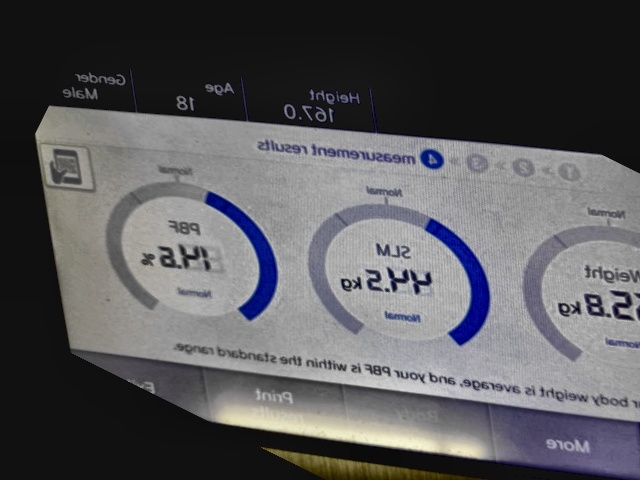 Height Age Gender
167.0 18 Male
1 > 2 > 3 > 4 measurement results
Normal Normal Normal
Weight SLM PBF
5.8 kg 44.5 kg 14.6 %
Normal Normal Normal
body weight is average, and your PBF is within the standard range.
More Body Print
results